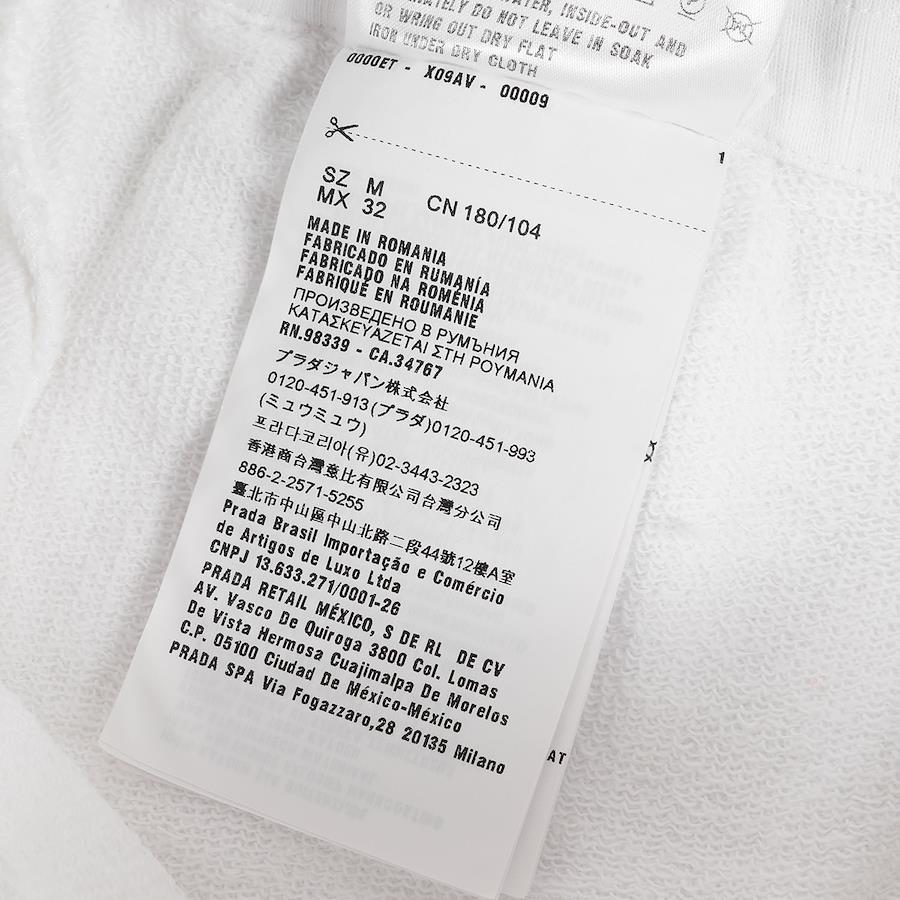 WATER, INSIDE-OUT AND
DO NOT LEAVE IN SOAK
OR WRING OUT DRY FLAT
IRON UNDER DRY CLOTH
0000ET - X09AV - 00009
1
SZ M
MX 32 CN 180/104
MADE IN ROMANIA
FABRICADO EN RUMANÍA
FABRICADO NA ROMÉNIA
FABRIQUÉ EN ROUMANIE
ПРОИЗВЕДЕНО В РУМЪНИЯ
ΚΑΤΑΣΚΕΥΑΖΕΤΑΙ ΣΤΗ ΡΟΥΜΑΝΙΑ
RN.98339 - CA.34767
プラダジャパン株式会社
0120-451-913(プラダ)0120-451-993
(ミュウミュウ)
프라다코리아(유)02-3443-2323
香港商台灣意比有限公司台灣分公司
886-2-2571-5255
臺北市中山區中山北路二段44號12樓A室
Prada Brasil Importação e Comércio
de Artigos de Luxo Ltda
CNPJ 13.633.271/0001-26
PRADA RETAIL MÉXICO, S DE RL DE CV
AV. Vasco De Quiroga 3800 Col. Lomas
De Vista Hermosa Cuajimalpa De Morelos
C.P. 05100 Ciudad De México-México
PRADA SPA Via Fogazzaro,28 20135 Milano
AT